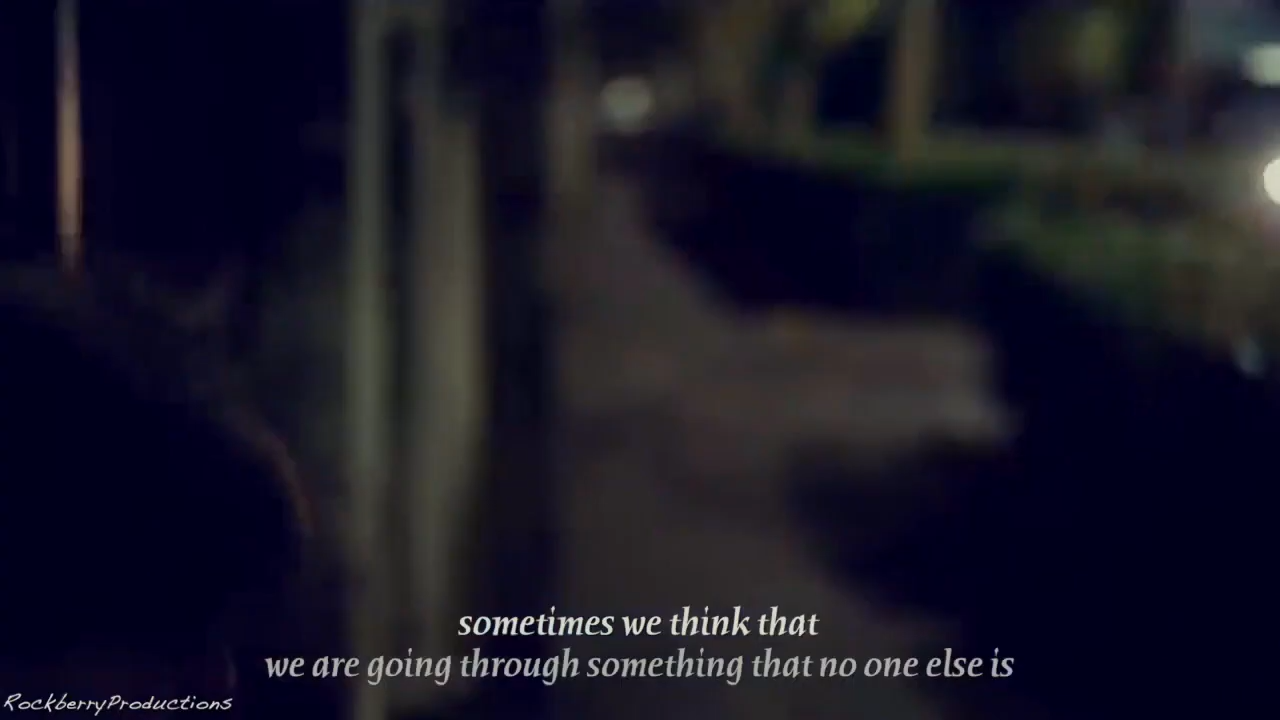 sometimes we think that
we are going through something that no one else is
RockberryProductions